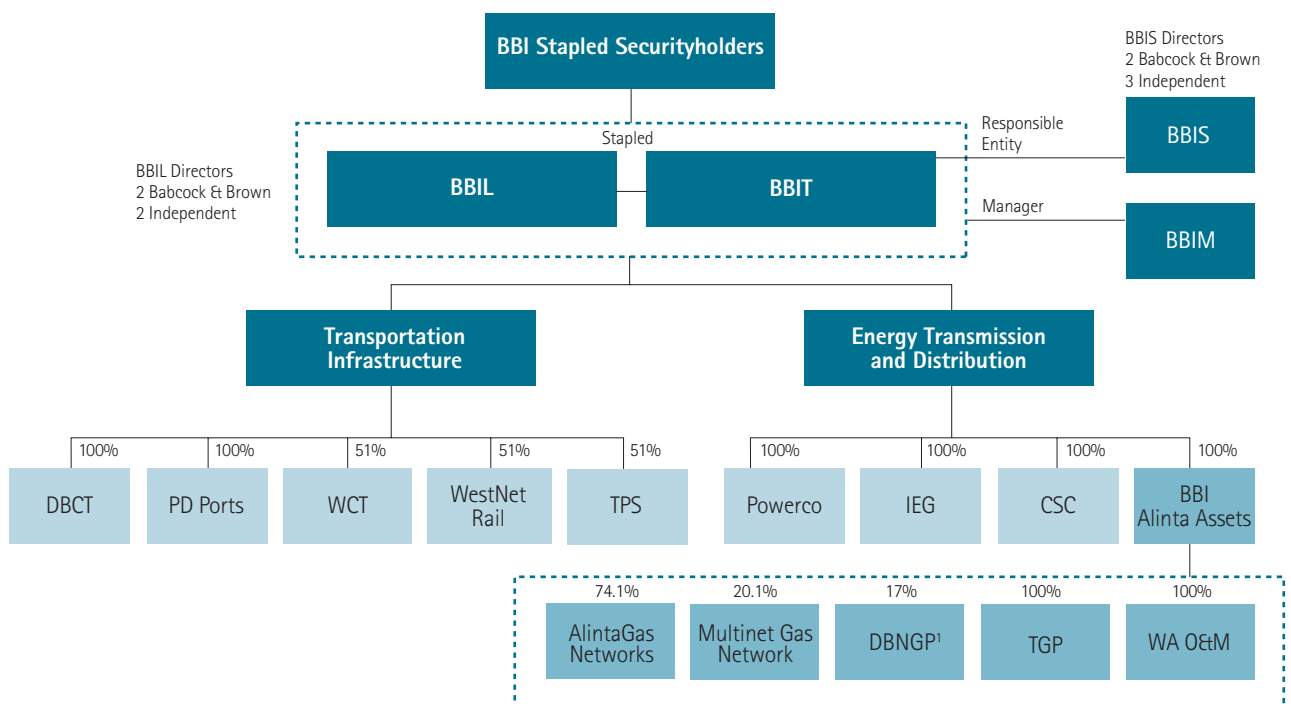 BBI Stapled Securityholders
BBIS Directors
2 Babcock & Brown
3 Independent
BBIS
Responsible
Entity
Stapled
BBIL Directors
2 Babcock & Brown
2 Independent
BBIL
BBIT
Manager
BBIM
Transportation
Infrastructure
Energy Transmission
and Distribution
100%
100%
51%
51%
51%
100%
100%
100%
100%
DBCT
PD Ports
WCT
WestNet
Rail
TPS
Powerco
IEG
CSC
BBI
Alinta Assets
74.1%
20.1%
17%
100%
100%
AlintaGas
Networks
Multinet Gas
Network
DBNGP¹
TGP
WA O&M